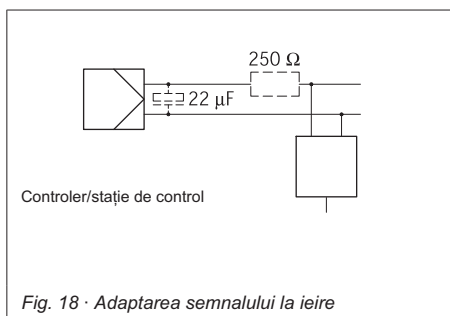 250 Ω
22 µF
Controler/stație de control
Fig. 18 · Adaptarea semnalului la ieire